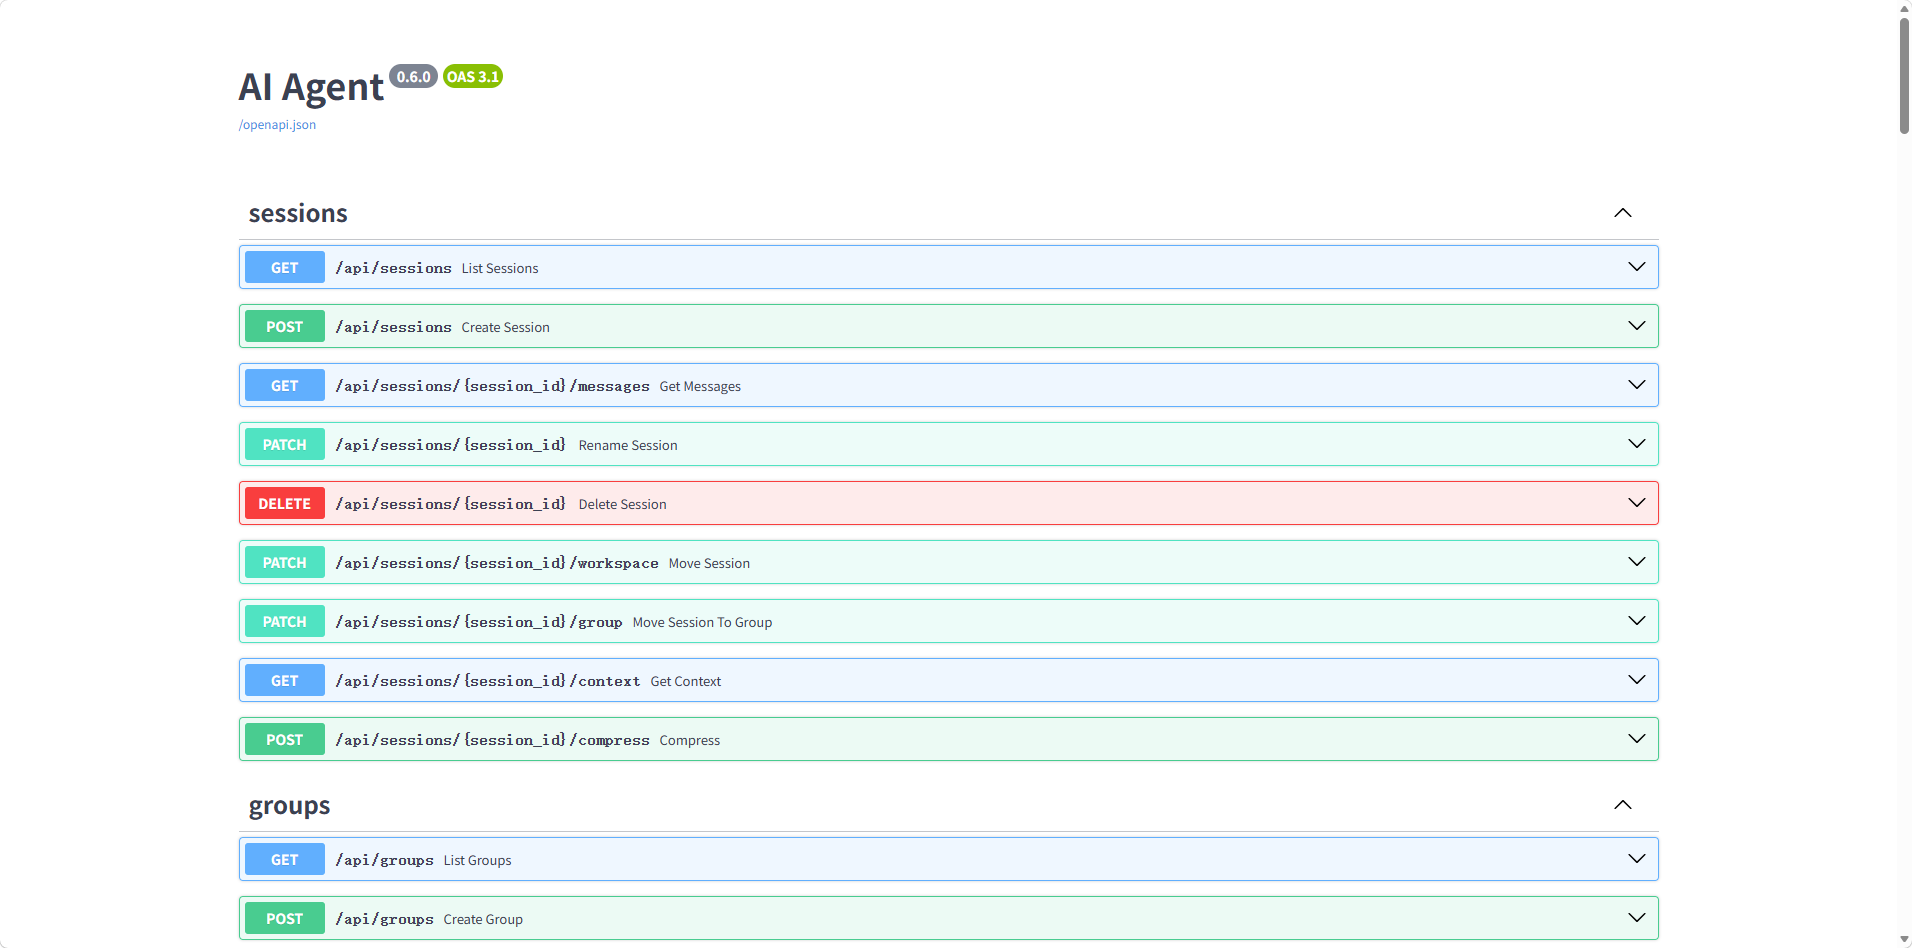 AI Agent 0.6.0 OAS 3.1
/openapi.json
sessions
GET /api/sessions List Sessions
POST /api/sessions Create Session
GET /api/sessions/{session_id}/messages Get Messages
PATCH /api/sessions/{session_id} Rename Session
DELETE /api/sessions/{session_id} Delete Session
PATCH /api/sessions/{session_id}/workspace Move Session
PATCH /api/sessions/{session_id}/group Move Session To Group
GET /api/sessions/{session_id}/context Get Context
POST /api/sessions/{session_id}/compress Compress
groups
GET /api/groups List Groups
POST /api/groups Create Group